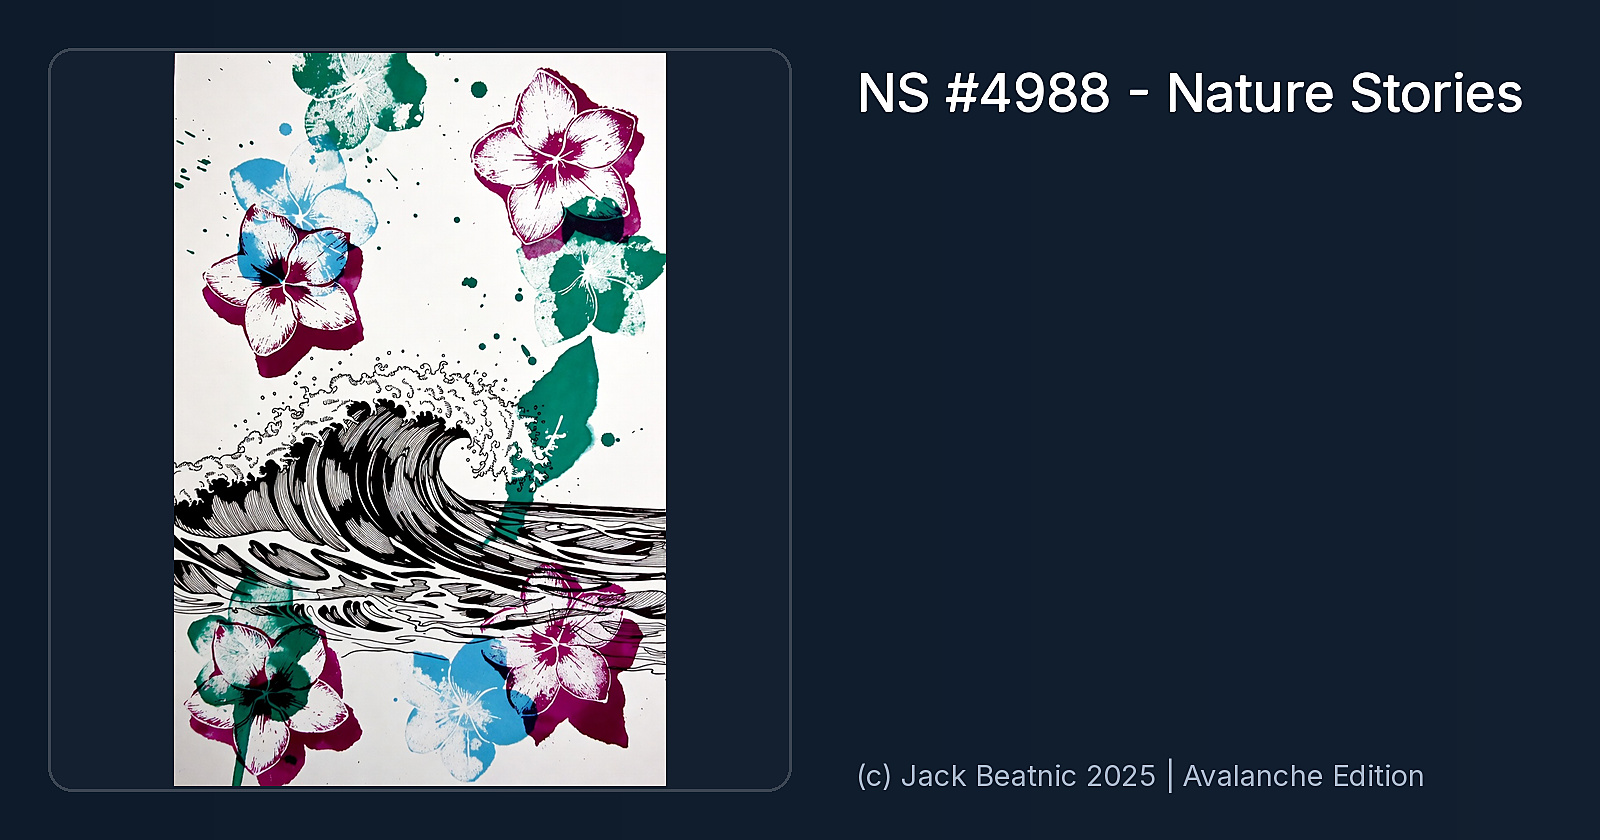 NS #4988 - Nature Stories
(c) Jack Beatnic 2025 | Avalanche Edition